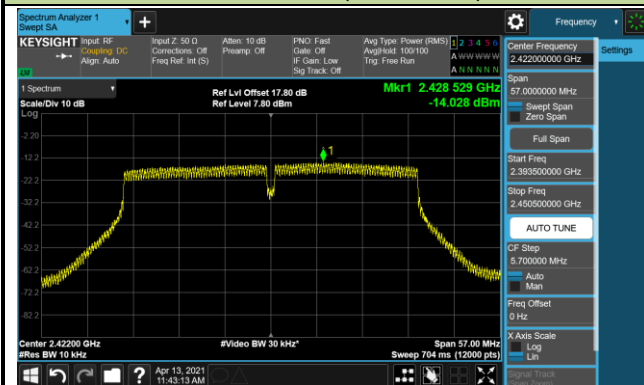 Spectrum Analyzer 1
Swept SA
Frequency
KEYSIGHT Input: RF Input Z: 50 Ω Atten: 10 dB PNO: Fast Avg Type: Power (RMS) 1 2 3 4 5 6
Coupling: DC Corrections: Off Preamp: Off Gate: Off Avg|Hold: 100/100 A W W W W W
Align: Auto Freq Ref: Int (S) IF Gain: Low Trig: Free Run
Sig Track: Off A N N N N N
Center Frequency
2.422000000 GHz
Settings
Span
57.0000000 MHz
Swept Span
Zero Span
Full Span
Start Freq
2.393500000 GHz
Stop Freq
2.450500000 GHz
AUTO TUNE
CF Step
5.700000 MHz
Auto
Man
Freq Offset
0 Hz
X Axis Scale
Log
Lin
Signal Track
1 Spectrum
Scale/Div 10 dB
Ref Lvl Offset 17.80 dB
Ref Level 7.80 dBm
Mkr1 2.428 529 GHz
-14.028 dBm
Log
-2.20
-12.2
-22.2
-32.2
-42.2
-52.2
-62.2
-72.2
-82.2
1
Center 2.42200 GHz #Video BW 30 kHz* Span 57.00 MHz
#Res BW 10 kHz Sweep 704 ms (12000 pts)
Apr 13, 2021
11:43:13 AM